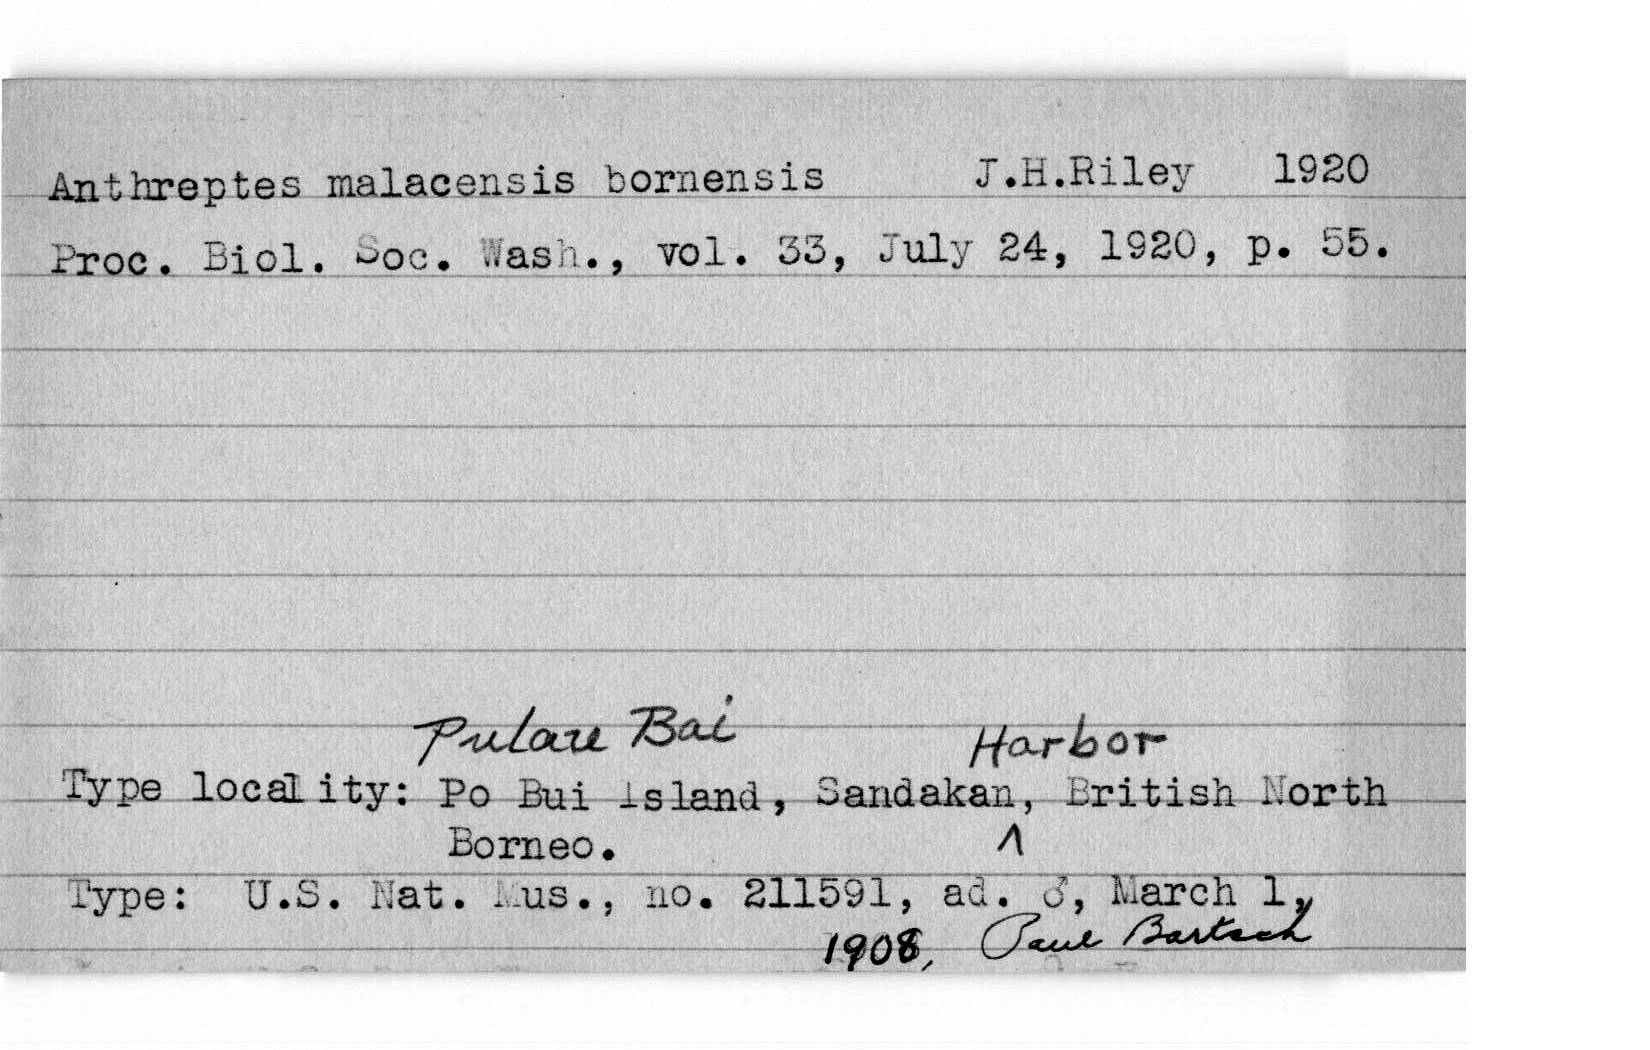 Anthreptes malacensis bornensis J.H.Riley 1920
Proc. Biol. Soc. Wash., vol. 33, July 24, 1920, p. 55.
Bai Harbor
Type locality: Po Bui Island, Sandakan, British North
^
Borneo.
Type: U.S. Nat. Mus., no. 211591, ad. ♂, March 1,
1908, Paul Bartsch